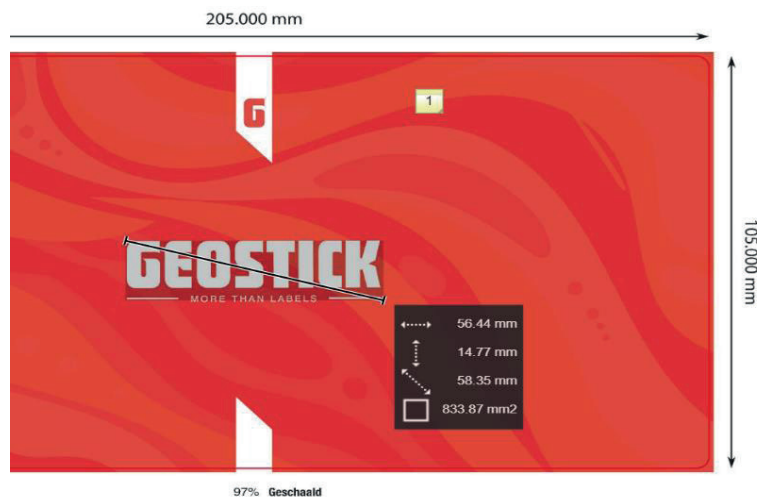 205.000 mm
G
1
GEOSTICK
MORE THAN LABELS
56.44 mm
14.77 mm
58.35 mm
833.87 mm2
105.000 mm
97% Geschaald